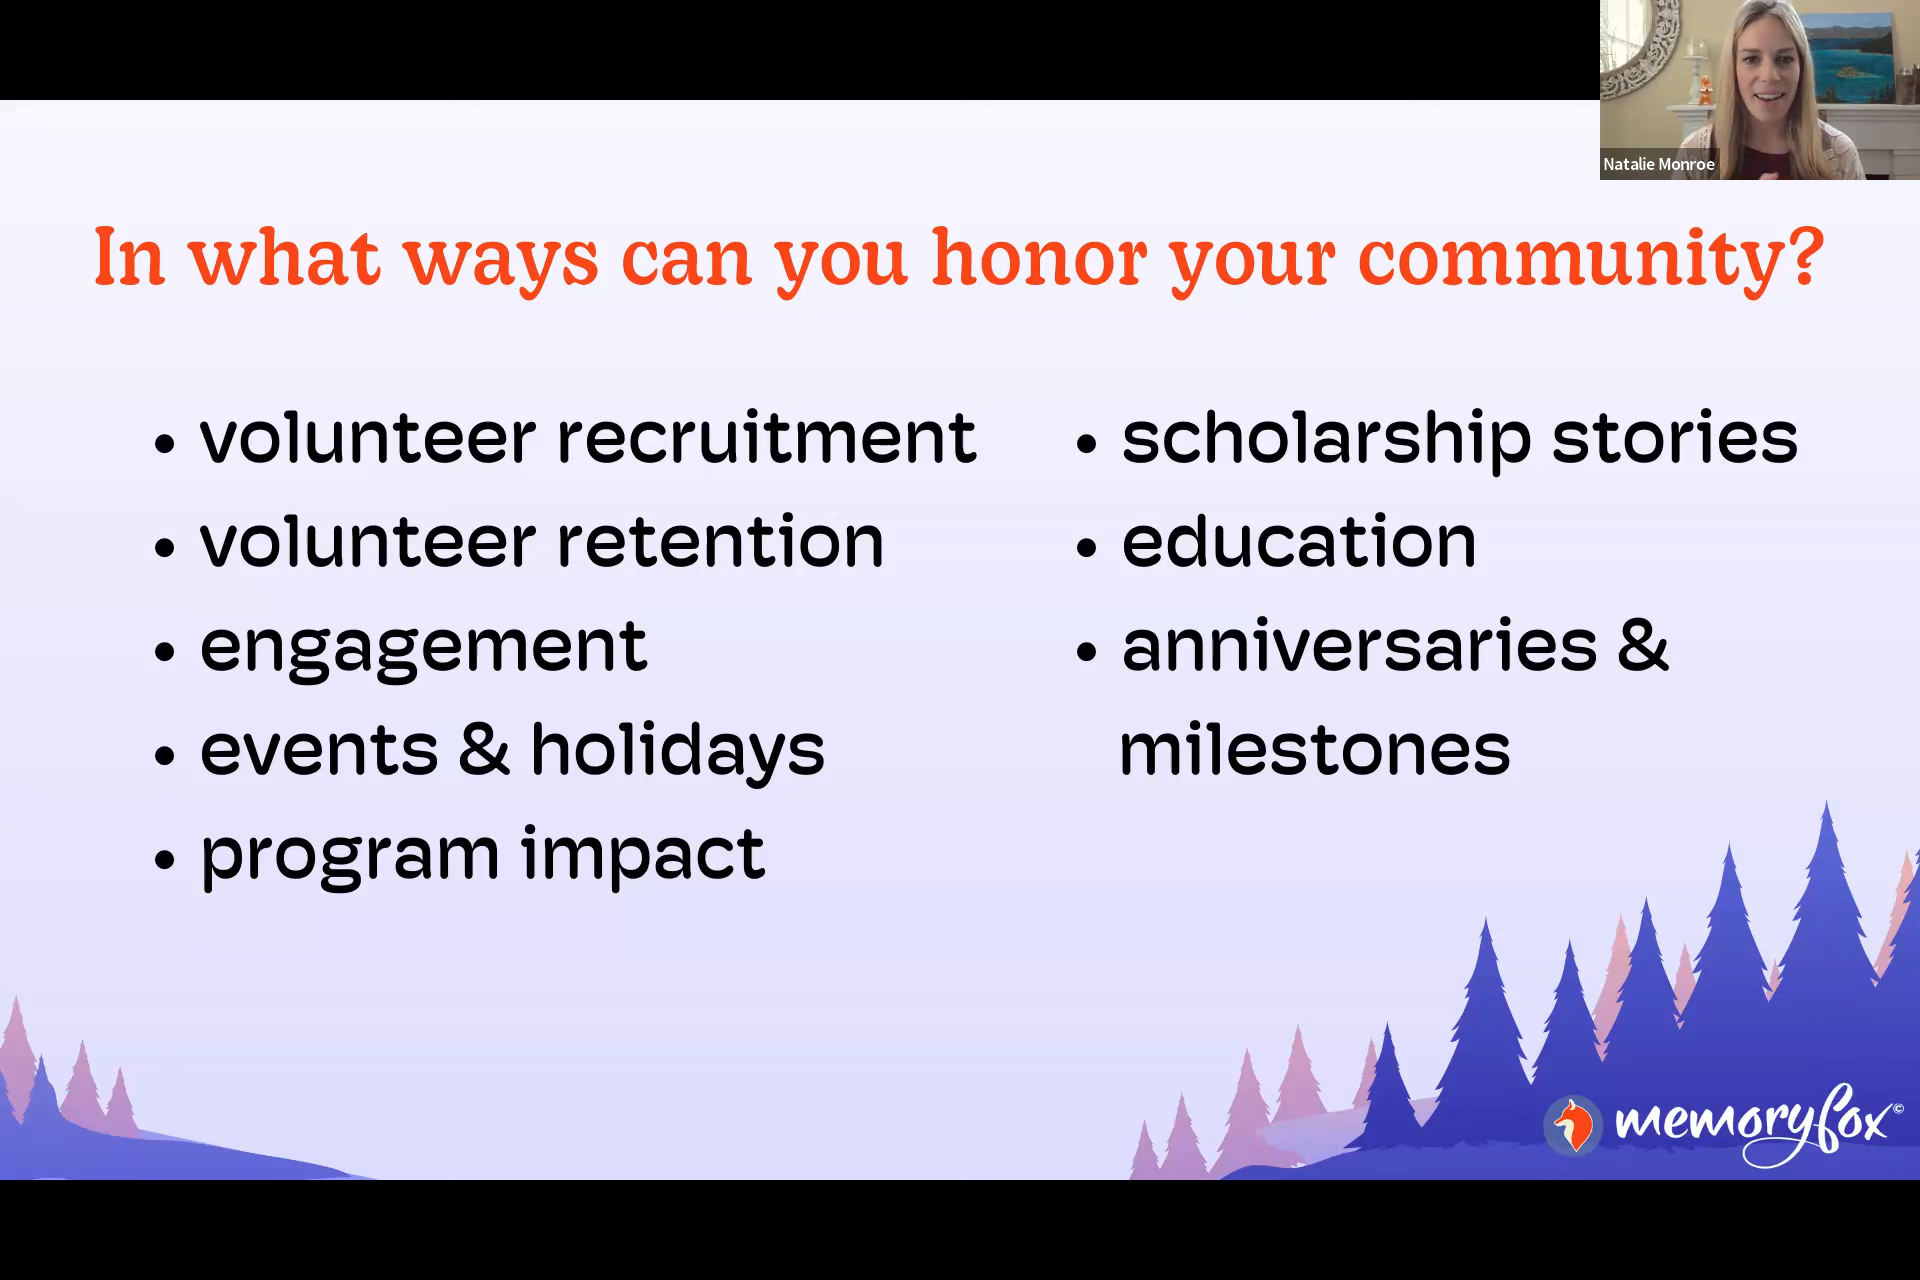 Natalie Monroe
In what ways can you honor your community?
• volunteer recruitment
• volunteer retention
• engagement
• events & holidays
• program impact
• scholarship stories
• education
• anniversaries &
milestones
memoryfox©